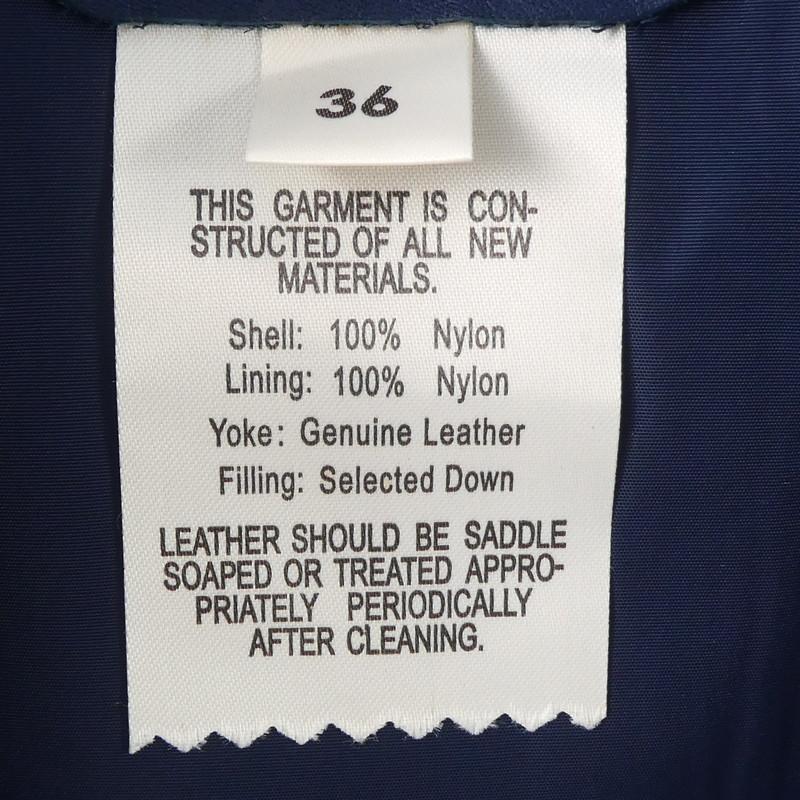 36
THIS GARMENT IS CON-
STRUCTED OF ALL NEW
MATERIALS.
Shell: 100% Nylon
Lining: 100% Nylon
Yoke: Genuine Leather
Filling: Selected Down
LEATHER SHOULD BE SADDLE
SOAPED OR TREATED APPRO-
PRIATELY PERIODICALLY
AFTER CLEANING.